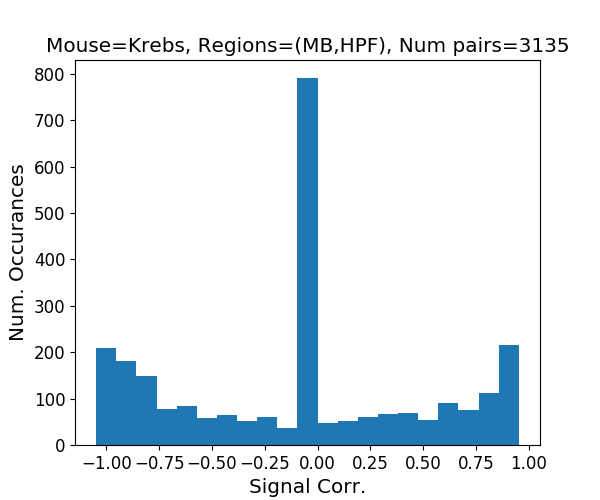 Mouse=Krebs, Regions=(MB,HPF), Num pairs=3135
800
700
600
500
400
300
200
100
0
Num. Occurances
−1.00 −0.75 −0.50 −0.25 0.00 0.25 0.50 0.75 1.00
Signal Corr.